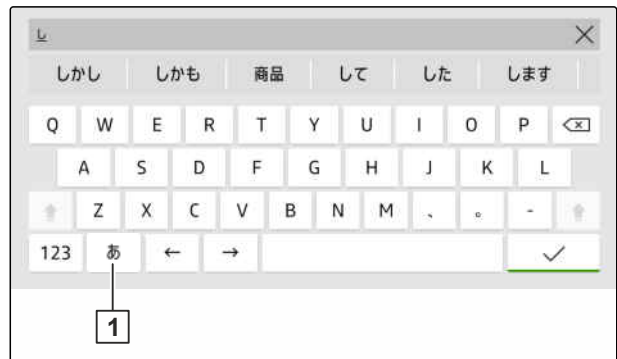 し
しかし しかも 商品 して した します
Q W E R T Y U I O P
A S D F G H J K L
Z X C V B N M 、 。 -
123 あ ← →
1